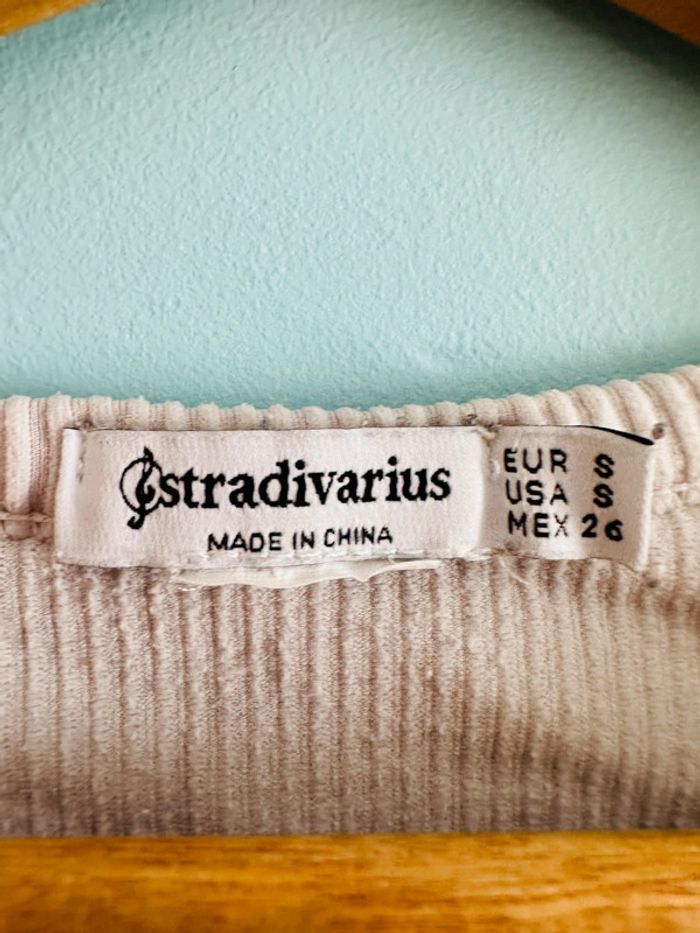 stradivarius
MADE IN CHINA
EUR S
USA S
MEX 26